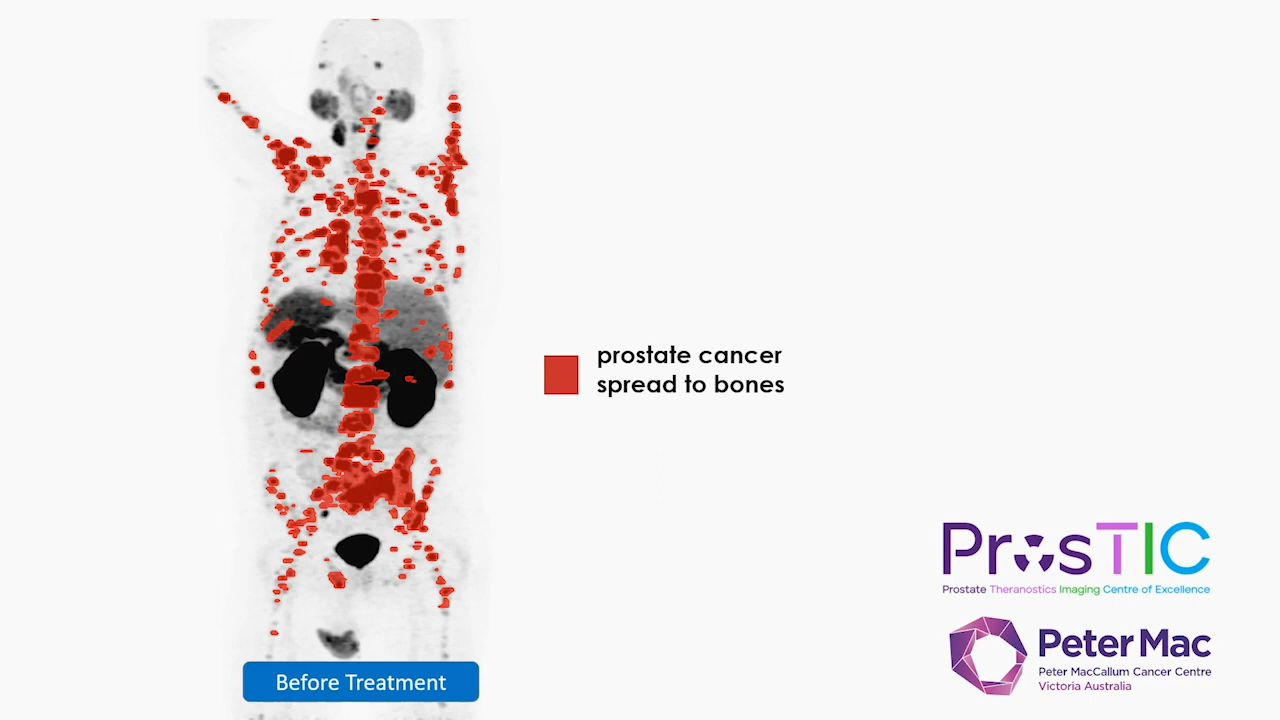 prostate cancer
spread to bones
ProsTIC
Prostate Theranostics Imaging Centre of Excellence
Peter Mac
Peter MacCallum Cancer Centre
Victoria Australia
Before Treatment